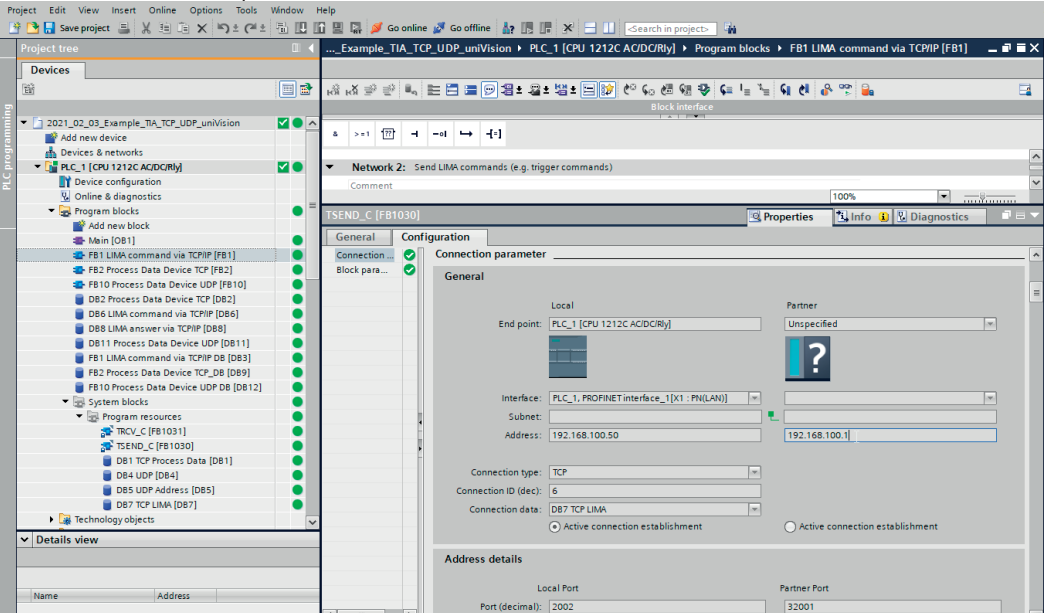 Project Edit View Insert Online Options Tools Window Help
Save project Go online Go offline <Search in project>
Project tree
..._Example_TIA_TCP_UDP_uniVision PLC_1 [CPU 1212C AC/DC/Rly] Program blocks FB1 LIMA command via TCP/IP [FB1]
Devices
Block interface
PLC programming
2021_02_03_Example_TIA_TCP_UDP_uniVision
Add new device
Devices & networks
PLC_1 [CPU 1212C AC/DC/Rly]
Device configuration
Online & diagnostics
Program blocks
Add new block
Main [OB1]
FB1 LIMA command via TCP/IP [FB1]
FB2 Process Data Device TCP [FB2]
FB10 Process Data Device UDP [FB10]
DB2 Process Data Device TCP [DB2]
DB6 LIMA command via TCP/IP [DB6]
DB8 LIMA answer via TCP/IP [DB8]
DB11 Process Data Device UDP [DB11]
FB1 LIMA command via TCP/IP DB [DB3]
FB2 Process Data Device TCP_DB [DB9]
FB10 Process Data Device UDP DB [DB12]
System blocks
Program resources
TRCV_C [FB1031]
TSEND_C [FB1030]
DB1 TCP Process Data [DB1]
DB4 UDP [DB4]
DB5 UDP Address [DB5]
DB7 TCP LIMA [DB7]
Technology objects
Details view
Name Address
& >=1 ??
Network 2: Send LIMA commands (e.g. trigger commands)
Comment
100%
TSEND_C [FB1030] Properties Info Diagnostics
General Configuration
Connection ...
Block para...
Connection parameter
General
Local Partner
End point: PLC_1 [CPU 1212C AC/DC/Rly] Unspecified
?
Interface: PLC_1, PROFINET interface_1[X1 : PN(LAN)]
Subnet:
Address: 192.168.100.50 192.168.100.1
Connection type: TCP
Connection ID (dec): 6
Connection data: DB7 TCP LIMA
Active connection establishment Active connection establishment
Address details
Local Port Partner Port
Port (decimal): 2002 32001